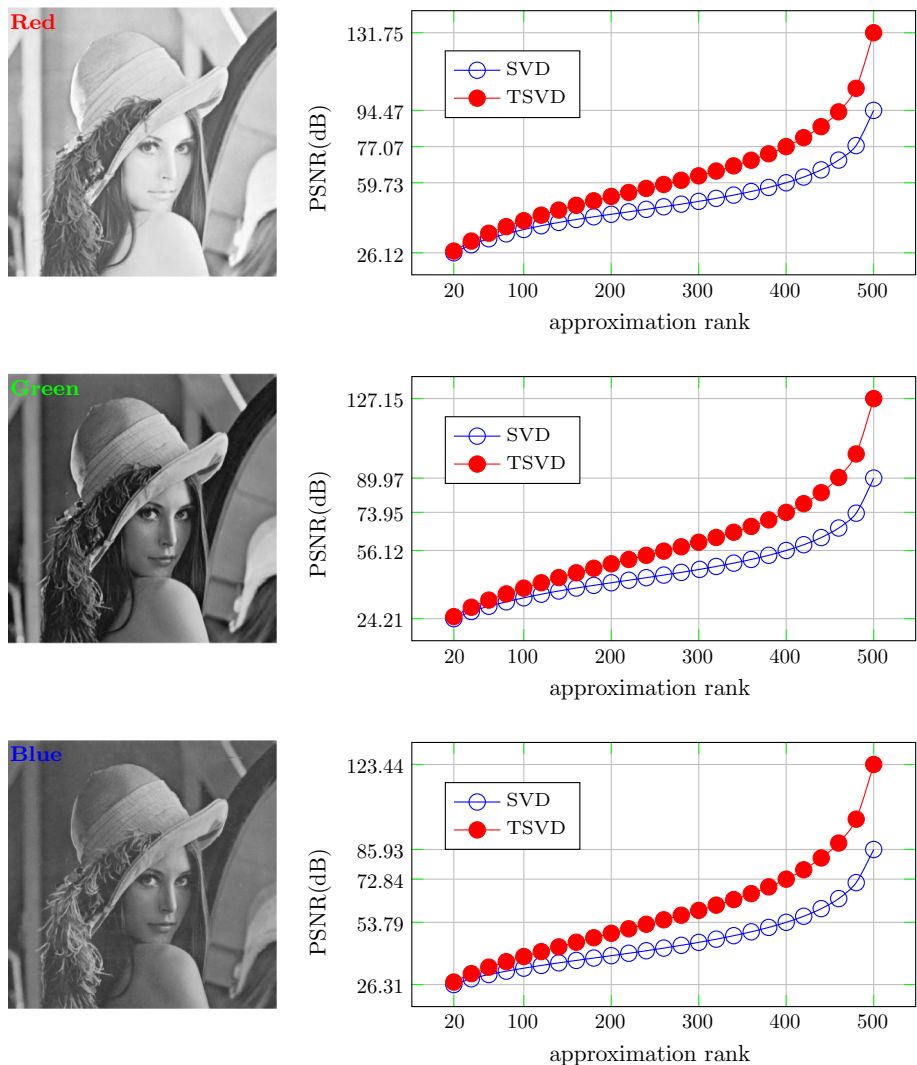 Red
PSNR(dB)
131.75
94.47
77.07
59.73
26.12
SVD
TSVD
20 100 200 300 400 500
approximation rank
Green
PSNR(dB)
127.15
89.97
73.95
56.12
24.21
SVD
TSVD
20 100 200 300 400 500
approximation rank
Blue
PSNR(dB)
123.44
85.93
72.84
53.79
26.31
SVD
TSVD
20 100 200 300 400 500
approximation rank